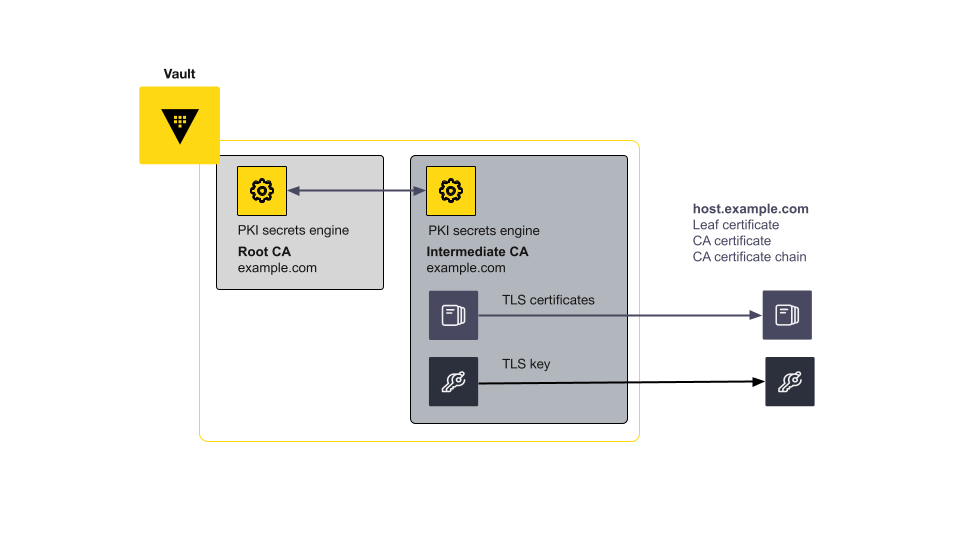 Vault
PKI secrets engine
Root CA
example.com
PKI secrets engine
Intermediate CA
example.com
TLS certificates
TLS key
host.example.com
Leaf certificate
CA certificate
CA certificate chain